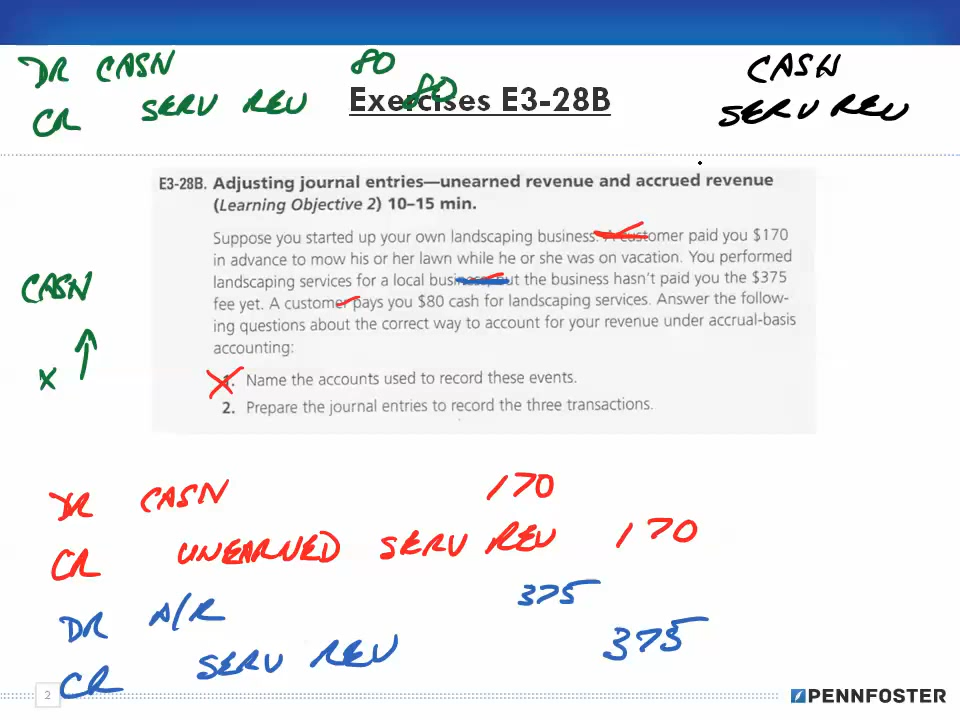 DR CASH 80
CR SERV REV 80
Exercises E3-28B
CASH
SERV REV
E3-28B. Adjusting journal entries—unearned revenue and accrued revenue
(Learning Objective 2) 10–15 min.
Suppose you started up your own landscaping business. A customer paid you $170
in advance to mow his or her lawn while he or she was on vacation. You performed
landscaping services for a local business, but the business hasn't paid you the $375
fee yet. A customer pays you $80 cash for landscaping services. Answer the follow-
ing questions about the correct way to account for your revenue under accrual-basis
accounting:
1. Name the accounts used to record these events.
2. Prepare the journal entries to record the three transactions.
CASH
X
DR CASH 170
CR UNEARNED SERV REV 170
DR A/R 375
CR SERV REV 375
2
PENNFOSTER